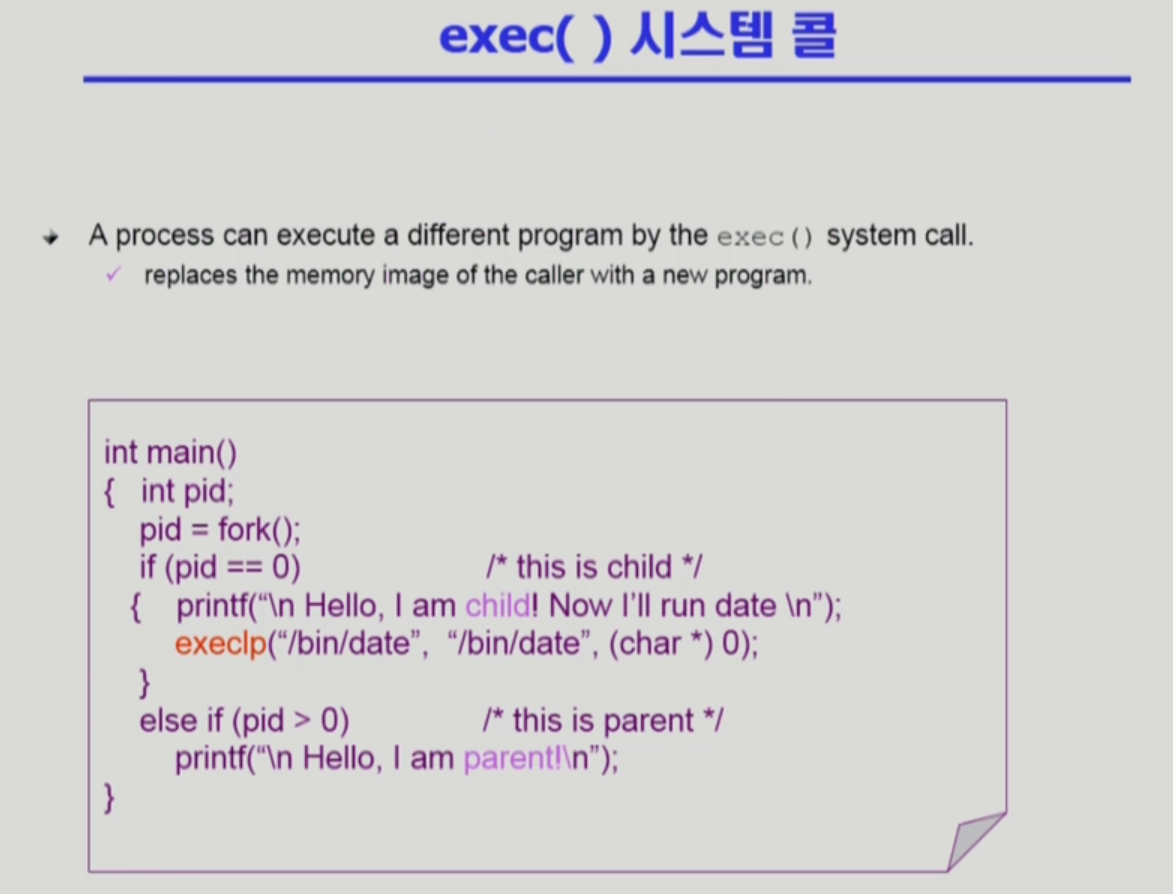 exec( ) 시스템 콜
A process can execute a different program by the exec() system call.
✓ replaces the memory image of the caller with a new program.
int main()
{ int pid;
pid = fork();
if (pid == 0) /* this is child */
{ printf(“\n Hello, I am child! Now I’ll run date \n”);
execlp(“/bin/date”, “/bin/date”, (char *) 0);
}
else if (pid > 0) /* this is parent */
printf(“\n Hello, I am parent!\n”);
}